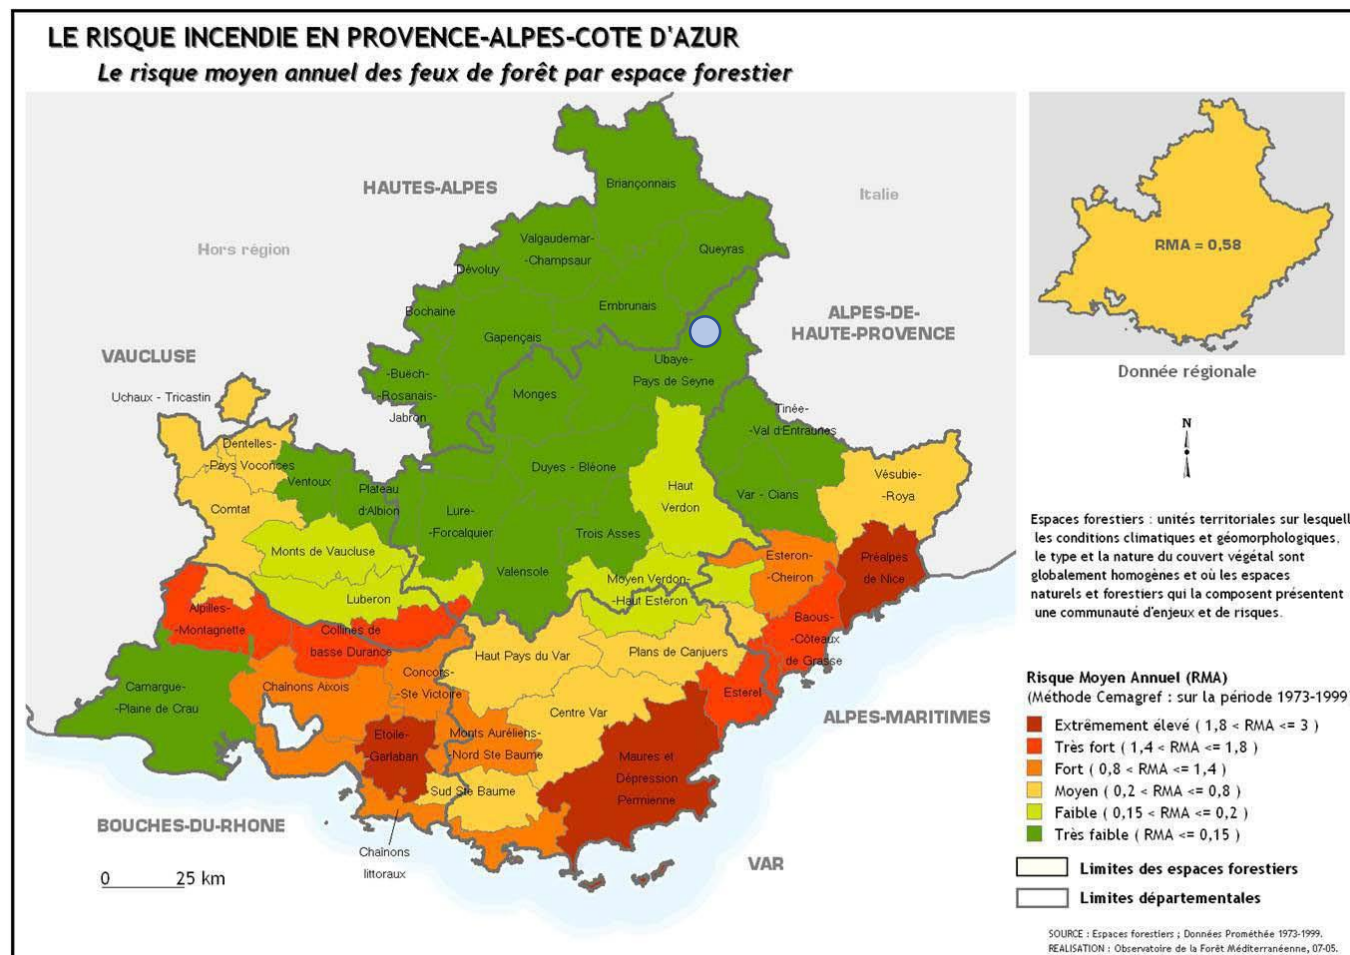 LE RISQUE INCENDIE EN PROVENCE-ALPES-COTE D'AZUR
Le risque moyen annuel des feux de forêt par espace forestier
HAUTES-ALPES
Italie
Hors région
ALPES-DE-
HAUTE-PROVENCE
VAUCLUSE
Briançonnais
Valgaudemar-
-Champsaur
Queyras
Dévoluy
Embrunais
Bochaine
Gapençais
Ubaye-
Pays de Seyne
-Buëch-
-Rosanais-
Jabron
Monges
Uchaux - Tricastin
Tinée-
-Val d'Entraunes
Dentelles-
-Pays Voconces
Ventoux
Duyes - Bléone
Vésubie-
-Roya
Plateau
d'Albion
Haut
Verdon
Var - Cians
Comtat
Lure-
-Forcalquier
Trois Asses
Monts de Vaucluse
Esteron-
-Cheiron
Préalpes
de Nice
Valensole
Moyen Verdon-
-Haut Esteron
Luberon
Alpilles-
-Montagnette
Collines de
basse Durance
Baous-
-Côteaux
de Grasse
Haut Pays du Var
Plans de Canjuers
Concors-
-Ste Victoire
Camargue-
-Plaine de Crau
Chaînons Aixois
Esterel
Centre Var
Etoile-
-Garlaban
Monts Auréliens-
-Nord Ste Baume
Maures et
Dépression
Permienne
Sud Ste Baume
Chaînons
littoraux
ALPES-MARITIMES
BOUCHES-DU-RHONE
VAR
0 25 km
RMA = 0,58
Donnée régionale
N
Espaces forestiers : unités territoriales sur lesquell
les conditions climatiques et géomorphologiques,
le type et la nature du couvert végétal sont
globalement homogènes et où les espaces
naturels et forestiers qui la composent présentent
une communauté d'enjeux et de risques.
Risque Moyen Annuel (RMA)
(Méthode Cemagref : sur la période 1973-1999
Extrêmement élevé ( 1,8 < RMA <= 3 )
Très fort ( 1,4 < RMA <= 1,8 )
Fort ( 0,8 < RMA <= 1,4 )
Moyen ( 0,2 < RMA <= 0,8 )
Faible ( 0,15 < RMA <= 0,2 )
Très faible ( RMA <= 0,15 )
Limites des espaces forestiers
Limites départementales
SOURCE : Espaces forestiers ; Données Prométhée 1973-1999.
REALISATION : Observatoire de la Forêt Méditerranéenne, 07-05.